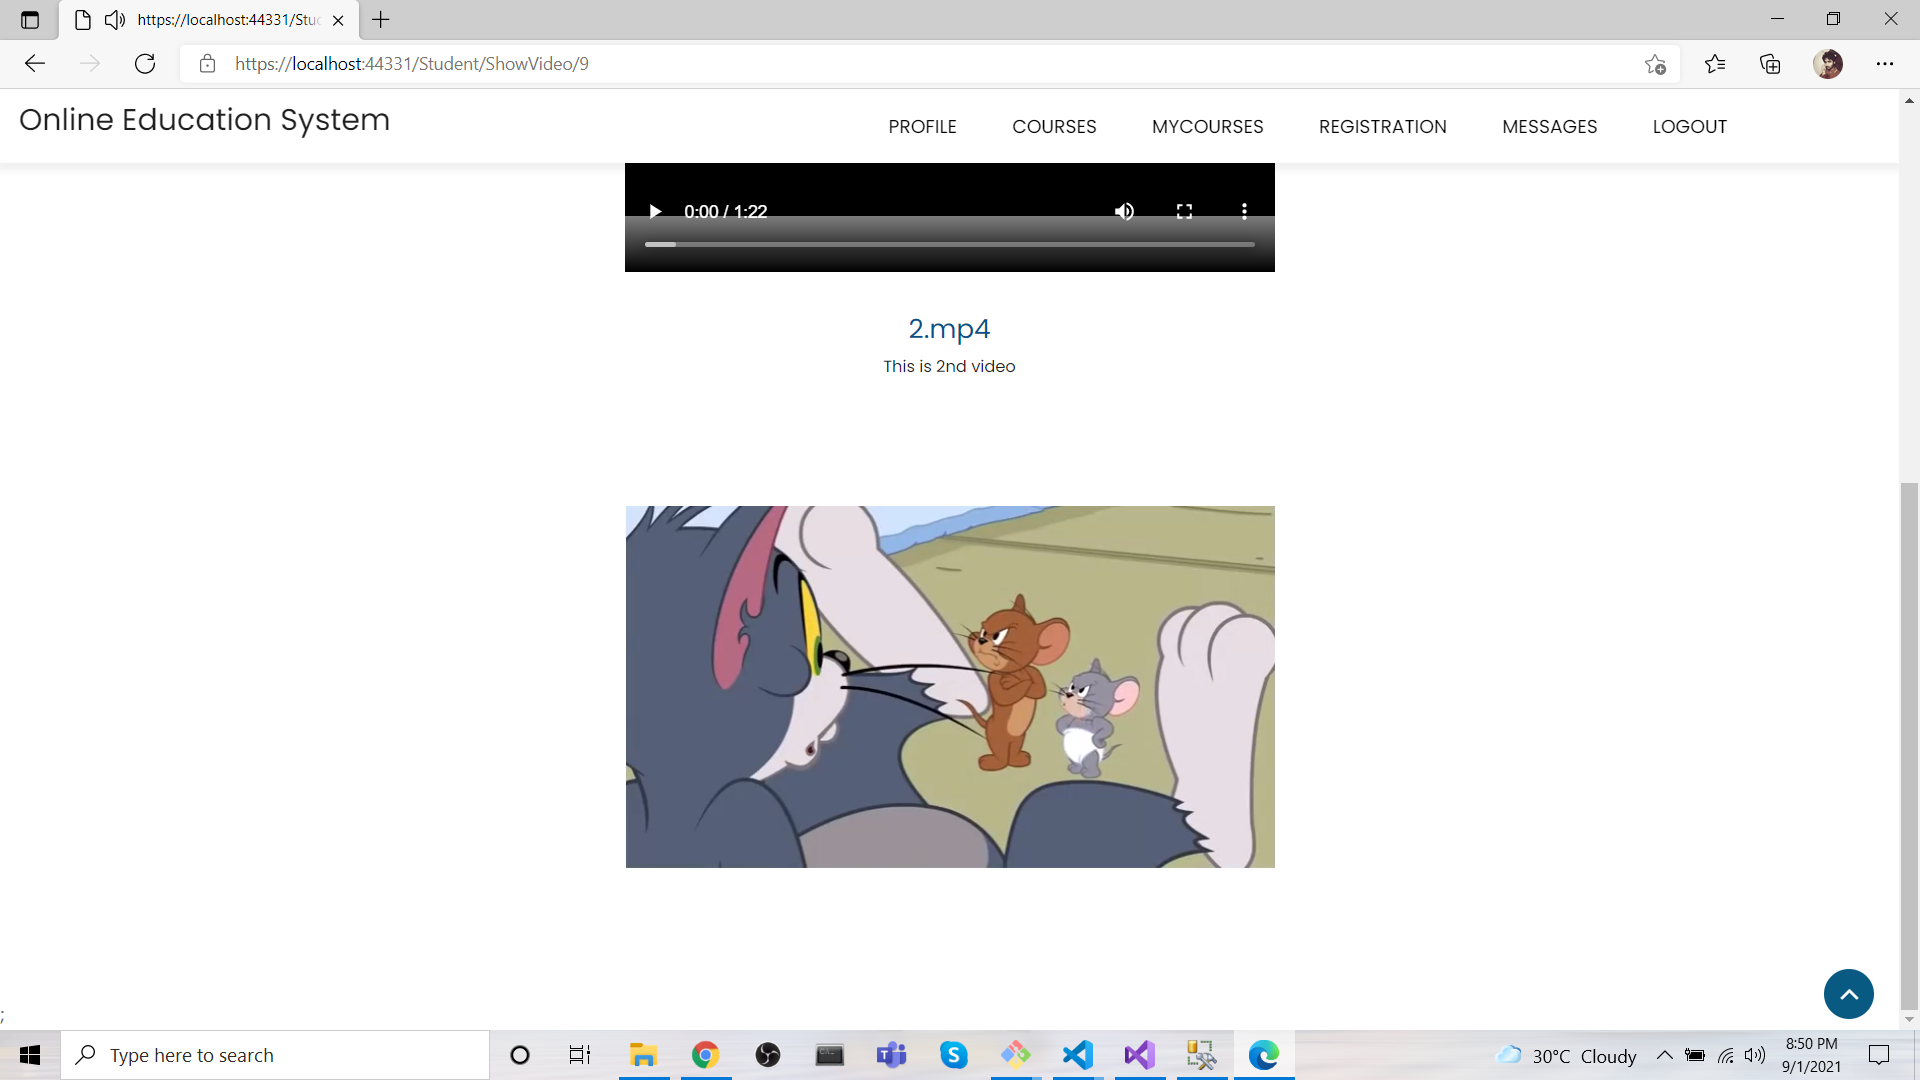 https://localhost:44331/Stu
https://localhost:44331/Student/ShowVideo/9
Online Education System
PROFILE
COURSES
MYCOURSES
REGISTRATION
MESSAGES
LOGOUT
0:00 / 1:22
2.mp4
This is 2nd video
;
Type here to search
30°C Cloudy
8:50 PM
9/1/2021